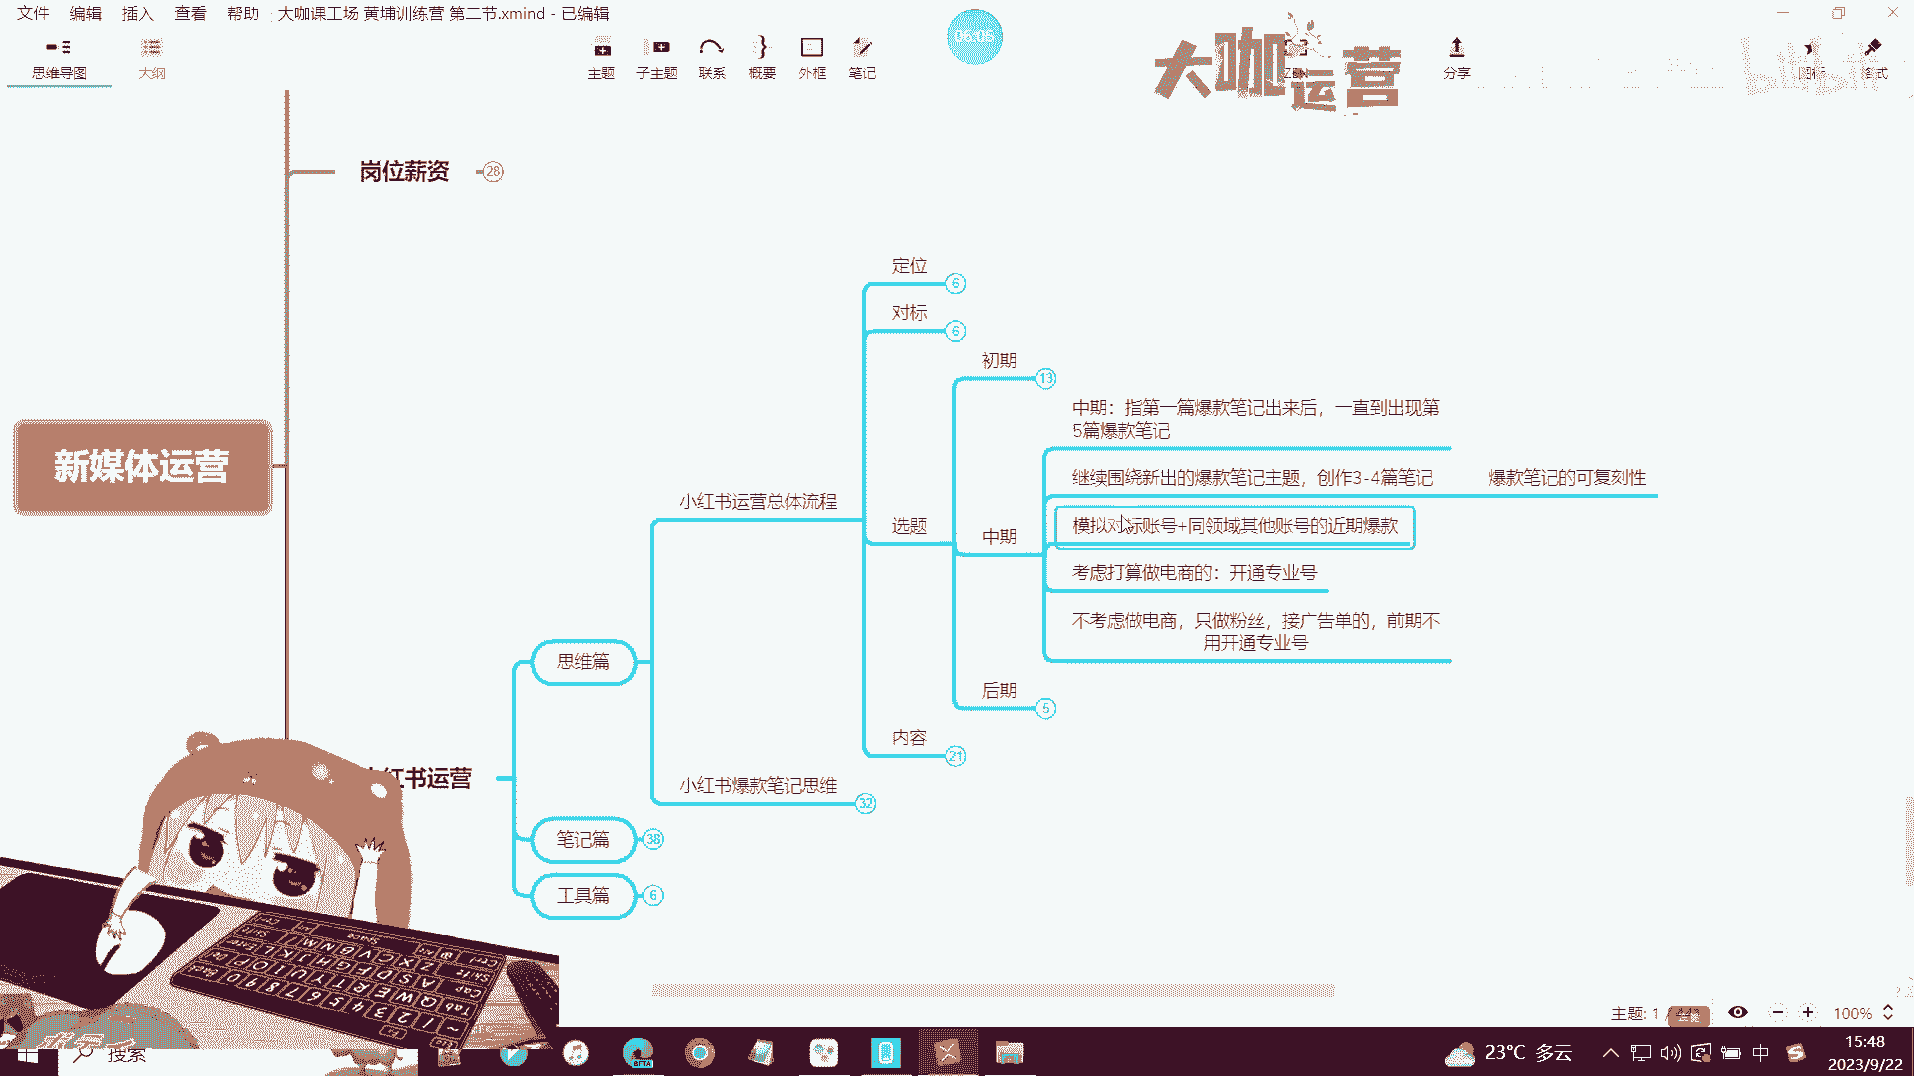 文件 编辑 插入 查看 帮助 大咖课工场 黄埔训练营 第二节.xmind - 已编辑
思维导图 大纲 主题 子主题 联系 概要 外框 笔记 ZEN 分享
06:05
大咖运营
bilibili
岗位薪资 28
新媒体运营
定位 6
对标 6
初期 13
中期：指第一篇爆款笔记出来后，一直到出现第
5篇爆款笔记
继续围绕新出的爆款笔记主题，创作3-4篇笔记 爆款笔记的可复刻性
小红书运营总体流程
选题
中期
模拟对标账号+同领域其他账号的近期爆款
考虑打算做电商的：开通专业号
不考虑做电商，只做粉丝，接广告单的，前期不
用开通专业号
思维篇
后期 5
内容 21
红书运营
小红书爆款笔记思维 32
笔记篇 38
工具篇 6
主题: 1 /
100%
搜索
BETA
23°C 多云
中
15:48
2023/9/22